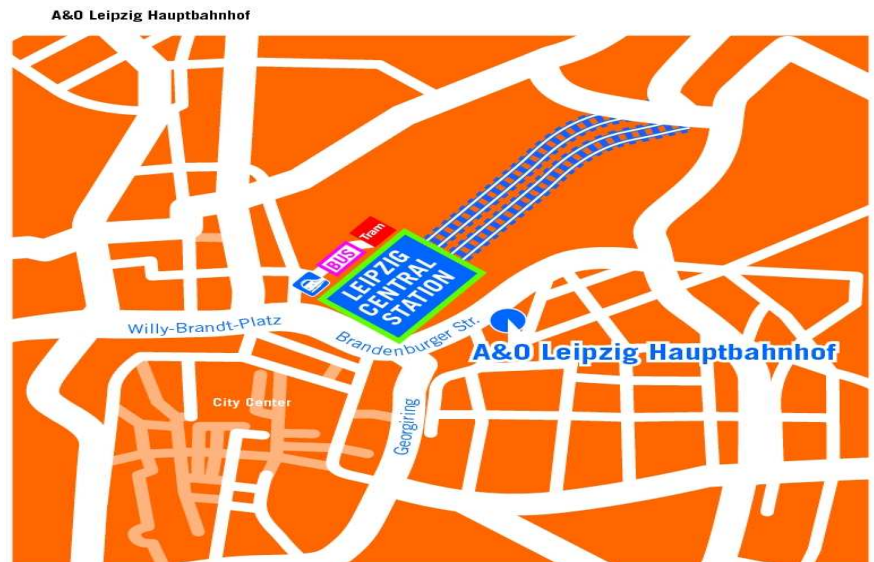 A&O Leipzig Hauptbahnhof
Tram
BUS
LEIPZIG
CENTRAL
STATION
Willy-Brandt-Platz
Brandenburger Str.
A&O Leipzig Hauptbahnhof
City Center
Georgiring